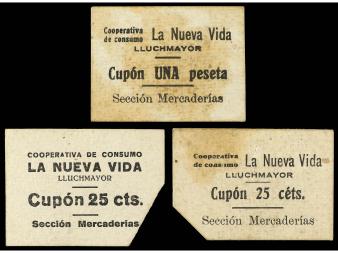 Cooperativa de consumo La Nueva Vida
LLUCHMAYOR
Cupón UNA peseta
Sección Mercaderías
COOPERATIVA DE CONSUMO
LA NUEVA VIDA
LLUCHMAYOR
Cupón 25 cts.
Sección Mercaderías
Cooperativa de consumo La Nueva Vida
LLUCHMAYOR
Cupón 25 céts.
Sección Mercaderías